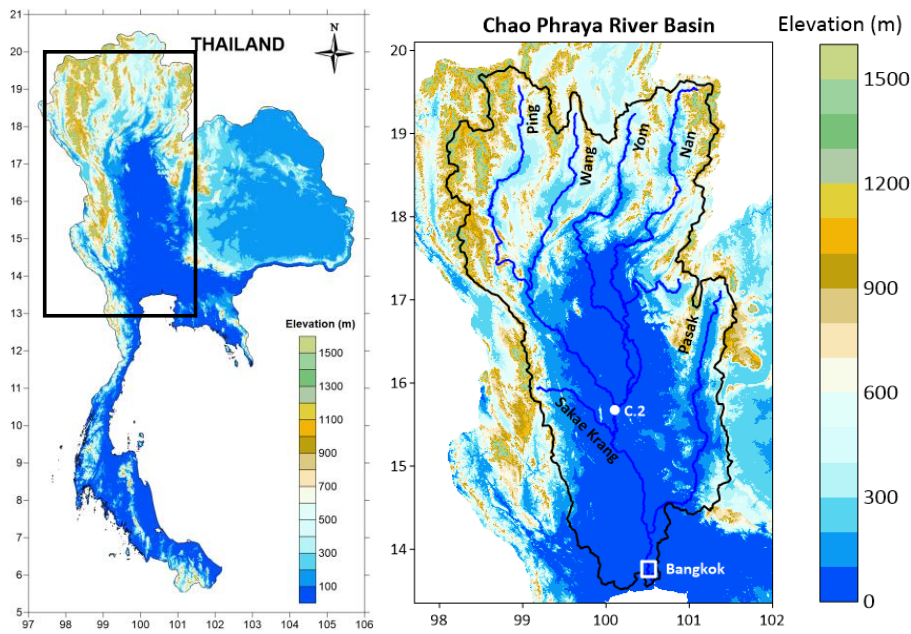 THAILAND
N
21
20
19
18
17
16
15
14
13
12
11
10
9
8
7
6
5
97 98 99 100 101 102 103 104 105 106
Elevation (m)
1500
1300
1100
900
700
500
300
100
Chao Phraya River Basin
20
19
18
17
16
15
14
98 99 100 101 102
Ping
Wang
Yom
Nan
Pasak
C.2
Sakae Krang
Bangkok
Elevation (m)
1500
1200
900
600
300
0